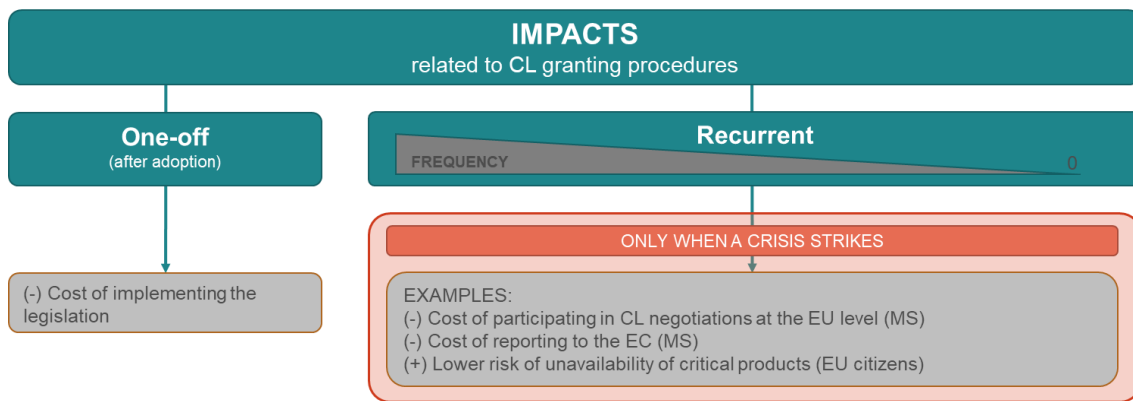 IMPACTS
related to CL granting procedures
One-off
(after adoption)
Recurrent
FREQUENCY
0
ONLY WHEN A CRISIS STRIKES
(-) Cost of implementing the
legislation
EXAMPLES:
(-) Cost of participating in CL negotiations at the EU level (MS)
(-) Cost of reporting to the EC (MS)
(+) Lower risk of unavailability of critical products (EU citizens)